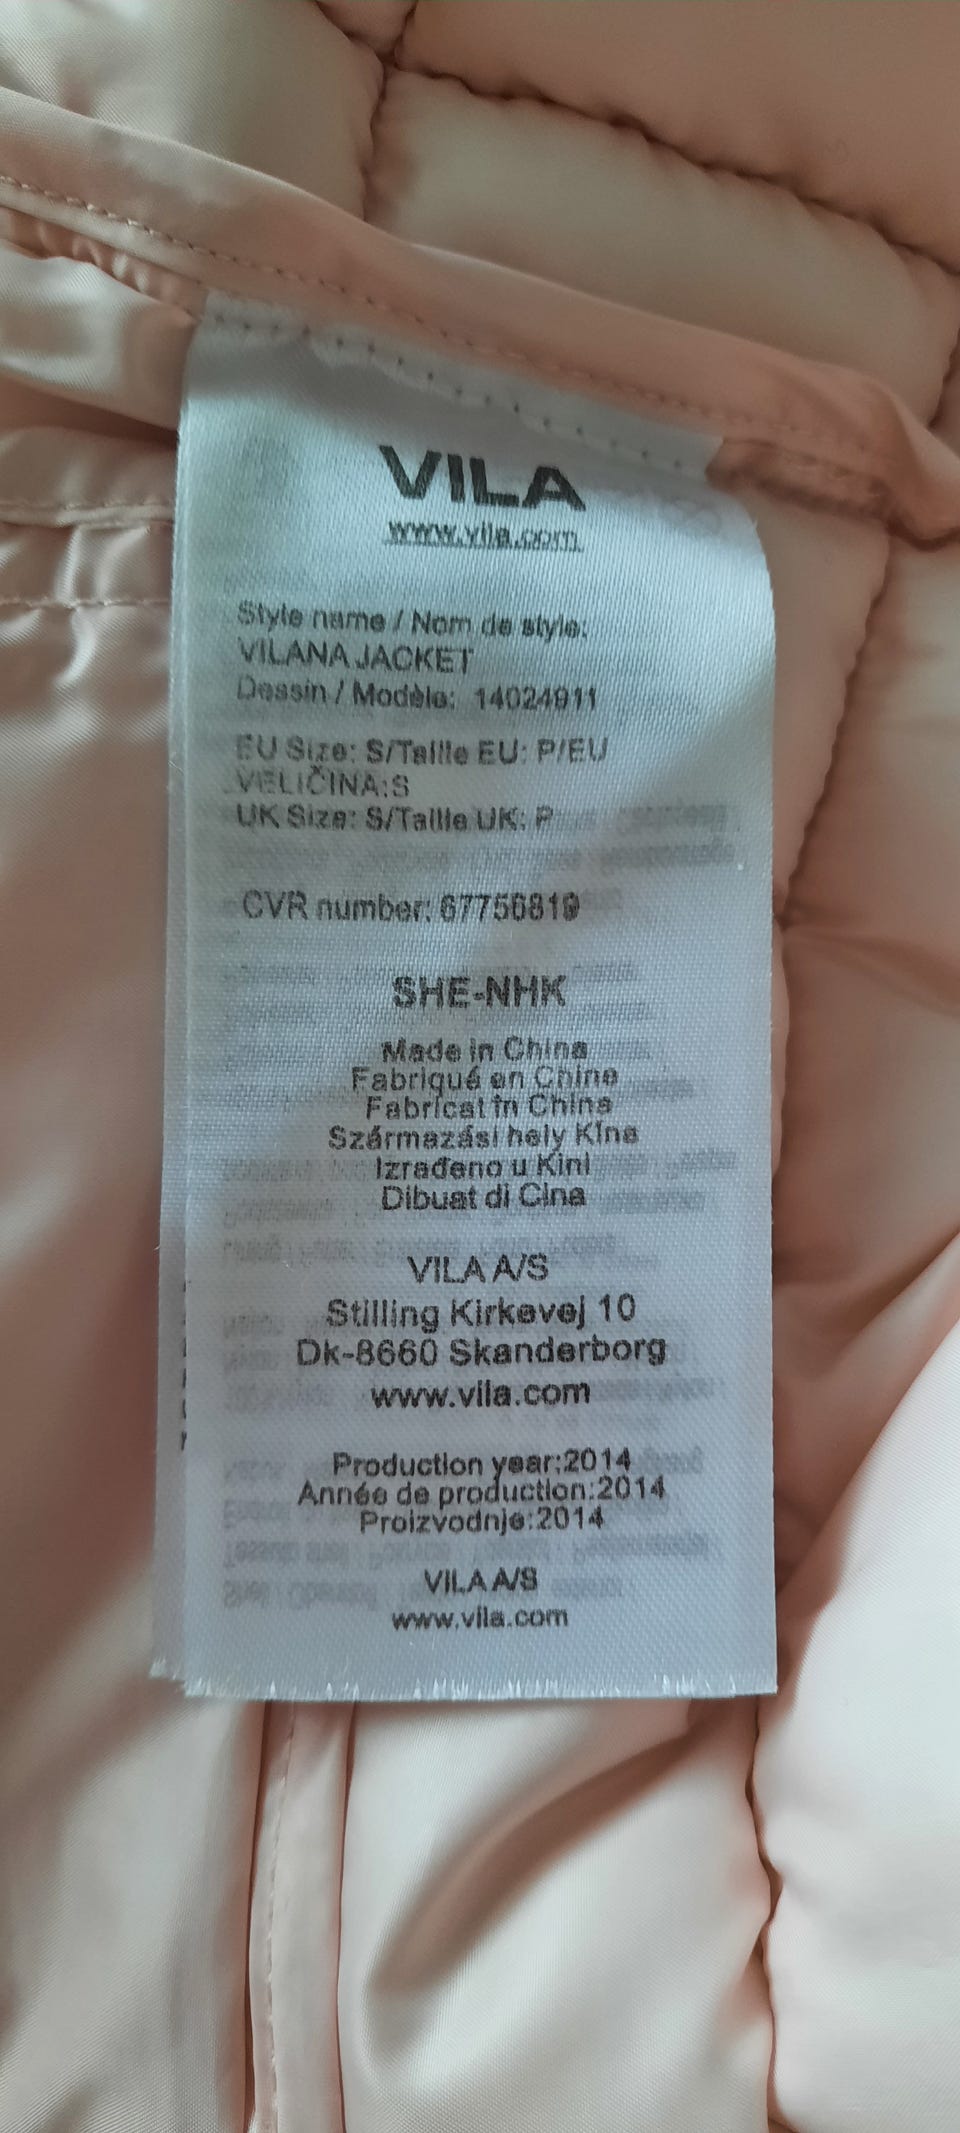 VILA
www.vila.com
Style name / Nom de style:
VILANA JACKET
Dessin / Modèle: 14024911
EU Size: S/Taille EU: P/EU
VELIČINA:S
UK Size: S/Taille UK: P
CVR number: 67756819
SHE-NHK
Made in China
Fabriqué en Chine
Fabricat în China
Származási hely Kína
Izrađeno u Kini
Dibuat di Cina
VILA A/S
Stilling Kirkevej 10
Dk-8660 Skanderborg
www.vila.com
Production year:2014
Année de production:2014
Proizvodnje:2014
VILA A/S
www.vila.com